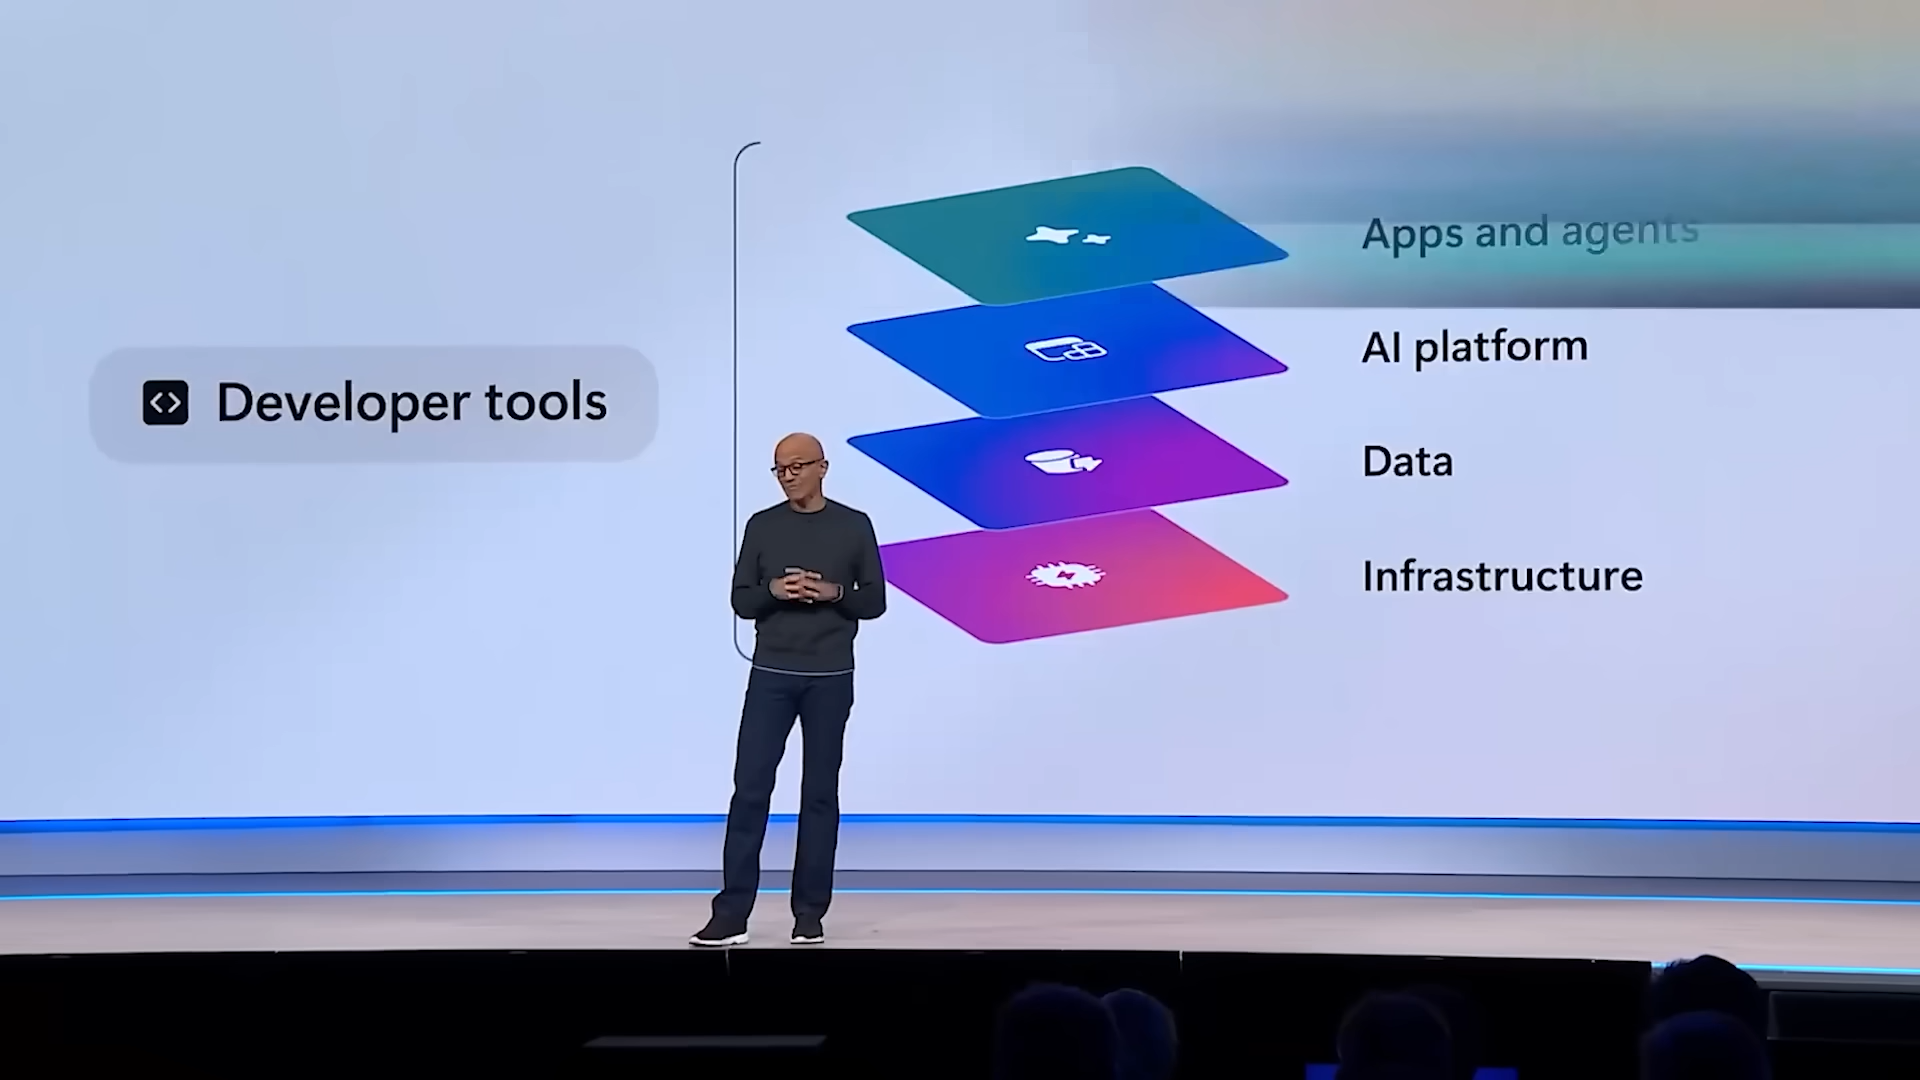 Developer tools
Apps and agents
AI platform
Data
Infrastructure